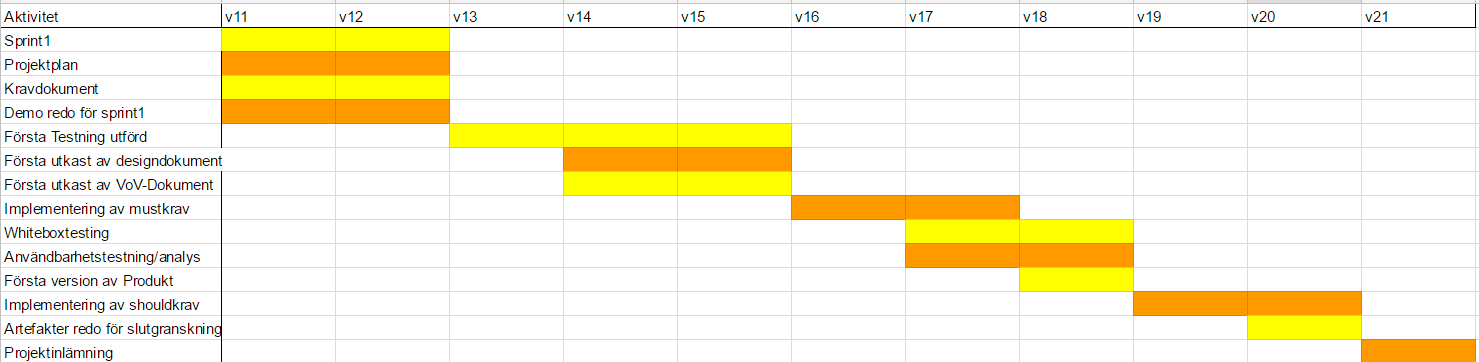 Aktivitet v11 v12 v13 v14 v15 v16 v17 v18 v19 v20 v21
Sprint1
Projektplan
Kravdokument
Demo redo för sprint1
Första Testning utförd
Första utkast av designdokument
Första utkast av VoV-Dokument
Implementering av mustkrav
Whiteboxtesting
Användbarhetstestning/analys
Första version av Produkt
Implementering av shouldkrav
Artefakter redo för slutgranskning
Projektinlämning